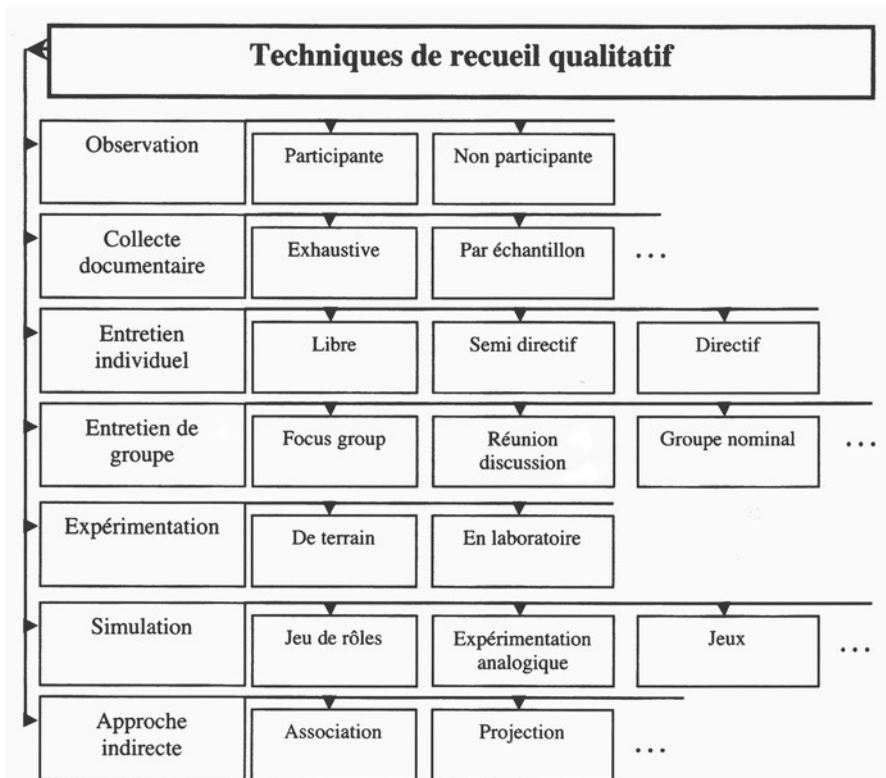 Techniques de recueil qualitatif
Observation
Participante
Non participante
Collecte
documentaire
Exhaustive
Par échantillon
...
Entretien
individuel
Libre
Semi directif
Directif
Entretien de
groupe
Focus group
Réunion
discussion
Groupe nominal
...
Expérimentation
De terrain
En laboratoire
Simulation
Jeu de rôles
Expérimentation
analogique
Jeux
...
Approche
indirecte
Association
Projection
...